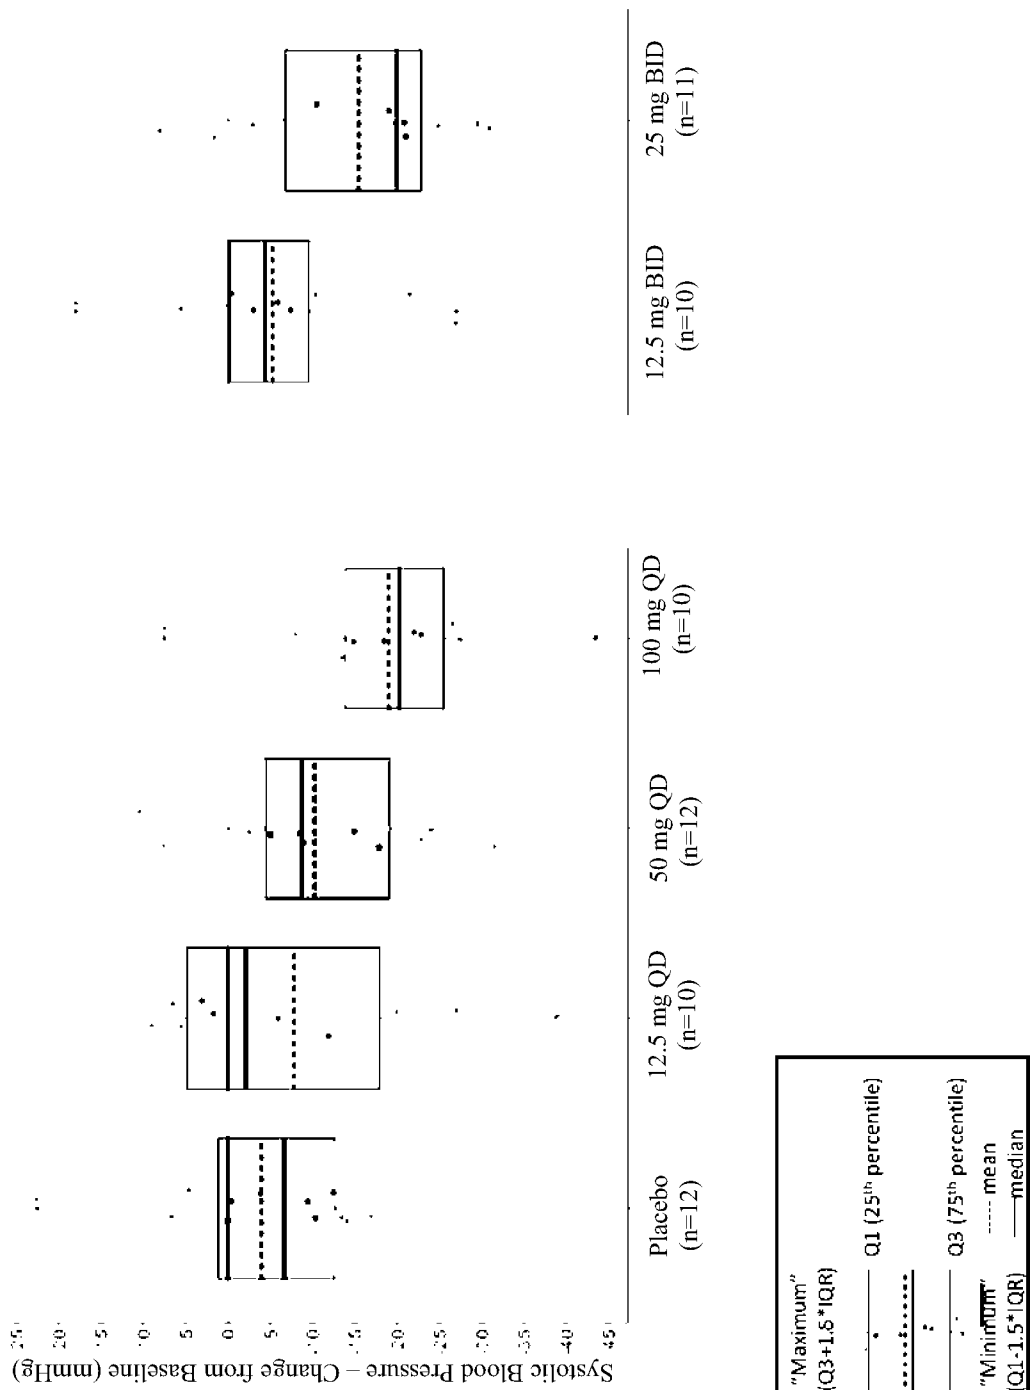 Systolic Blood Pressure – Change from Baseline (mmHg)
Placebo
(n=12)
12.5 mg QD
(n=10)
50 mg QD
(n=12)
100 mg QD
(n=10)
12.5 mg BID
(n=10)
25 mg BID
(n=11)
"Maximum"
(Q3+1.5*IQR)
Q1 (25th percentile)
Q3 (75th percentile)
"Minimum"
(Q1-1.5*IQR)
mean
median